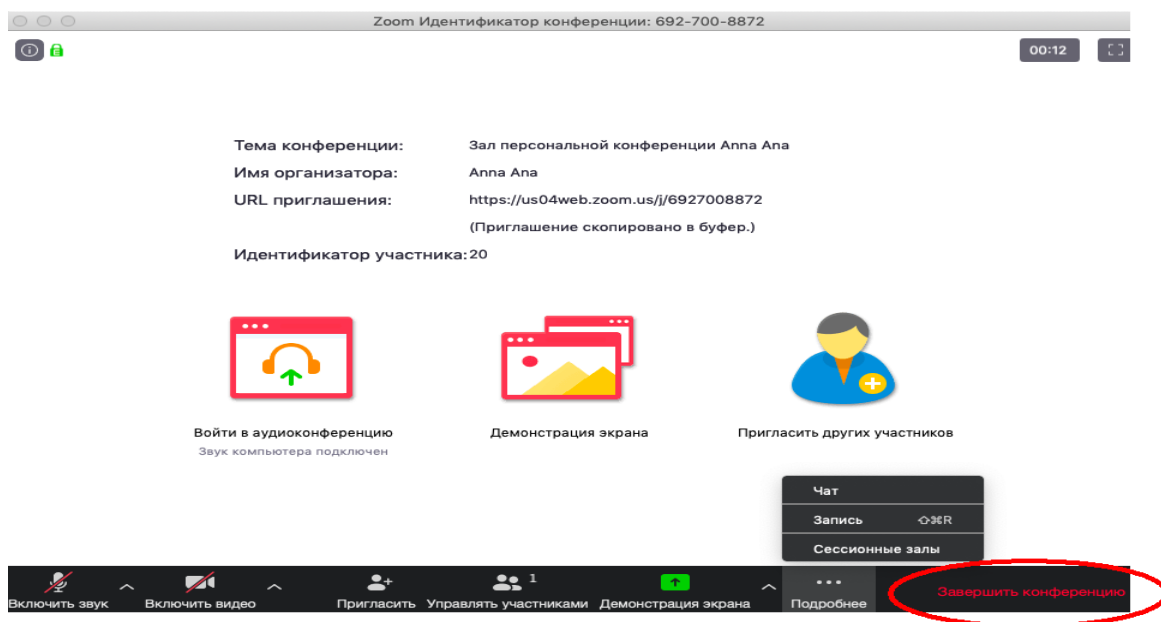 Zoom Идентификатор конференции: 692-700-8872
00:12
Тема конференции: Зал персональной конференции Anna Ana
Имя организатора: Anna Ana
URL приглашения: https://us04web.zoom.us/j/6927008872
(Приглашение скопировано в буфер.)
Идентификатор участника: 20
Войти в аудиоконференцию
Звук компьютера подключен
Демонстрация экрана
Пригласить других участников
Чат
Запись ⇧⌘R
Сессионные залы
Включить звук
Включить видео
Пригласить
1
Управлять участниками
Демонстрация экрана
Подробнее
Завершить конференцию